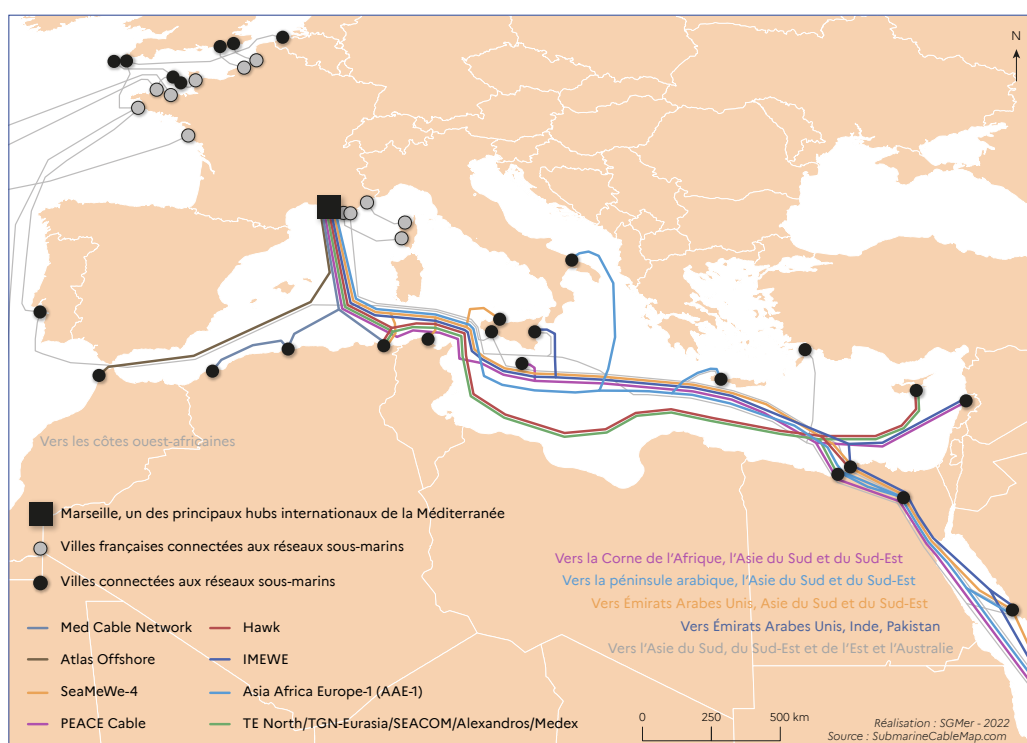 N
Vers les côtes ouest-africaines
Marseille, un des principaux hubs internationaux de la Méditerranée
Villes françaises connectées aux réseaux sous-marins
Villes connectées aux réseaux sous-marins
Med Cable Network
Hawk
Atlas Offshore
IMEWE
SeaMeWe-4
Asia Africa Europe-1 (AAE-1)
PEACE Cable
TE North/TGN-Eurasia/SEACOM/Alexandros/Medex
Vers la Corne de l’Afrique, l’Asie du Sud et du Sud-Est
Vers la péninsule arabique, l’Asie du Sud et du Sud-Est
Vers Émirats Arabes Unis, Asie du Sud et du Sud-Est
Vers Émirats Arabes Unis, Inde, Pakistan
Vers l’Asie du Sud, du Sud-Est et de l’Est et l’Australie
0 250 500 km
Réalisation : SGMer - 2022
Source : SubmarineCableMap.com